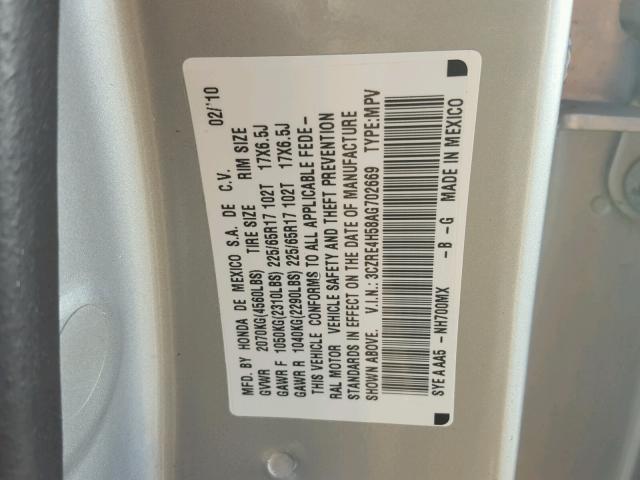 MFD. BY HONDA DE MEXICO S.A. DE C.V. 02/'10
GVWR 2070KG(4560LBS) TIRE SIZE RIM SIZE
GAWR F 1050KG(2310LBS) 225/65R17 102T 17X6.5J
GAWR R 1040KG(2290LBS) 225/65R17 102T 17X6.5J
THIS VEHICLE CONFORMS TO ALL APPLICABLE FEDE-
RAL MOTOR VEHICLE SAFETY AND THEFT PREVENTION
STANDARDS IN EFFECT ON THE DATE OF MANUFACTURE
SHOWN ABOVE. V.I.N.: 3CZRE4H58AG702669 TYPE:MPV
SYEAAA5 -NH700MX -B -G MADE IN MEXICO